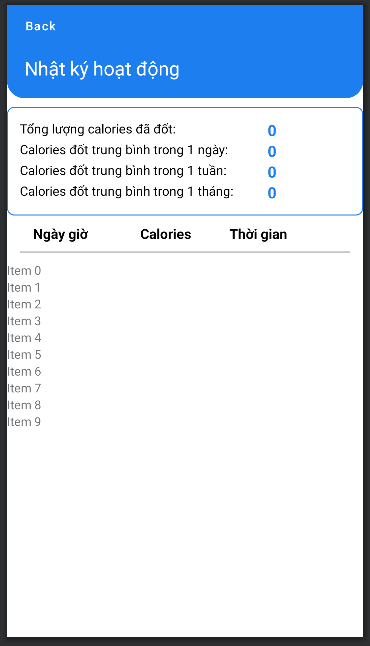 Back
Nhật ký hoạt động
Tổng lượng calories đã đốt: 0
Calories đốt trung bình trong 1 ngày: 0
Calories đốt trung bình trong 1 tuần: 0
Calories đốt trung bình trong 1 tháng: 0
Ngày giờ Calories Thời gian
Item 0
Item 1
Item 2
Item 3
Item 4
Item 5
Item 6
Item 7
Item 8
Item 9